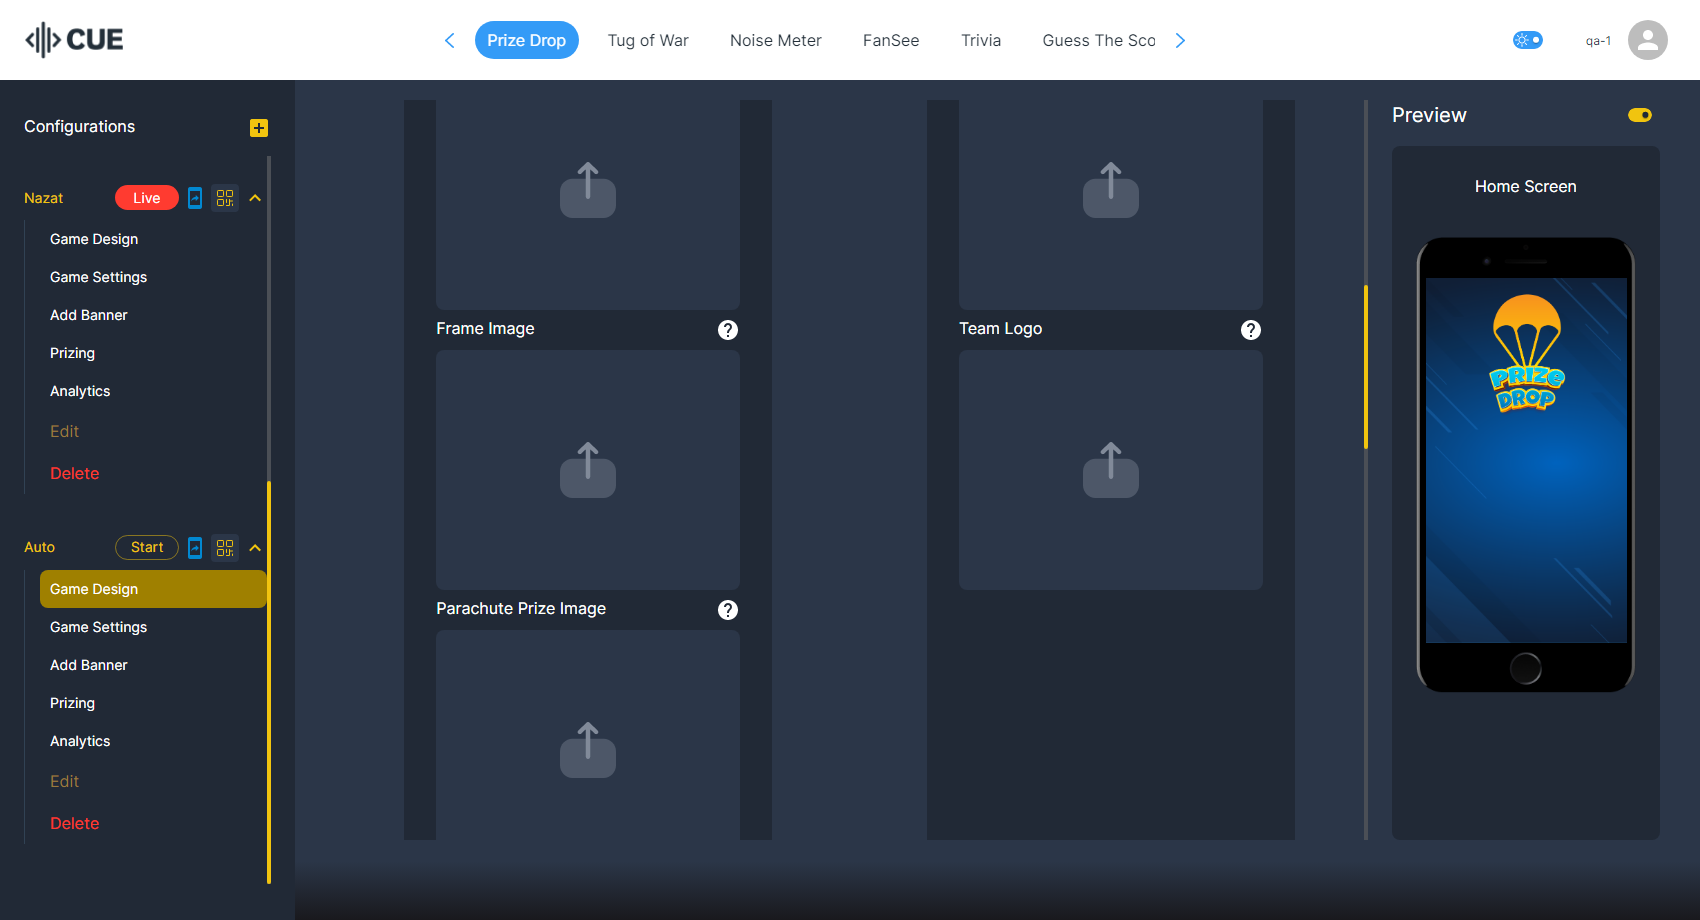 CUE
Prize Drop
Tug of War
Noise Meter
FanSee
Trivia
Guess The Sco
qa-1
Configurations
Nazat
Live
Game Design
Game Settings
Add Banner
Prizing
Analytics
Edit
Delete
Auto
Start
Game Design
Game Settings
Add Banner
Prizing
Analytics
Edit
Delete
Frame Image
?
Parachute Prize Image
?
Team Logo
?
Preview
Home Screen
PRIZE
DROP